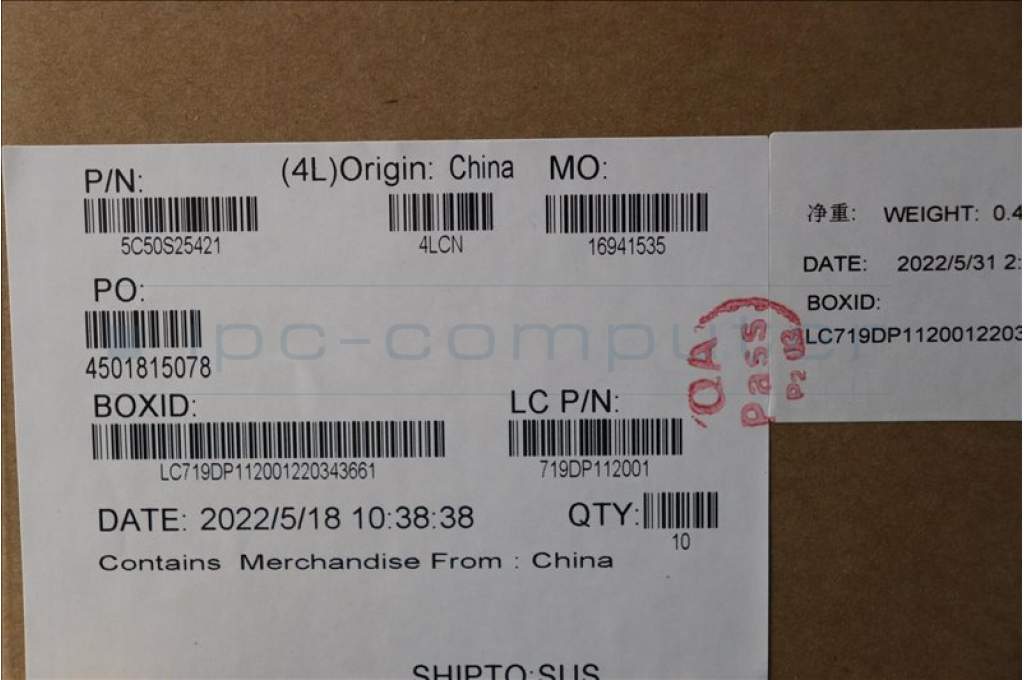 P/N: (4L)Origin: China MO:
5C50S25421 4LCN 16941535
PO:
4501815078
BOXID: LC P/N:
LC719DP112001220343661 719DP112001
DATE: 2022/5/18 10:38:38 QTY:
10
Contains Merchandise From : China
SHIPTO:SUS
净重: WEIGHT: 0.4
DATE: 2022/5/31 2:
BOXID:
LC719DP1120012203
QA
Pass
pc-computer